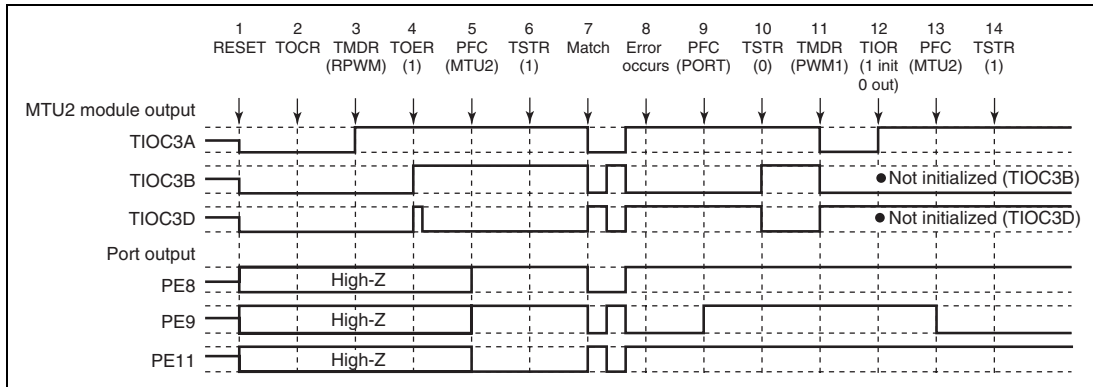 1 2 3 4 5 6 7 8 9 10 11 12 13 14
RESET TOCR TMDR TOER PFC TSTR Match Error PFC TSTR TMDR TIOR PFC TSTR
(RPWM) (1) (MTU2) (1) occurs (PORT) (0) (PWM1) (1 init (MTU2) (1)
0 out)
MTU2 module output
TIOC3A
TIOC3B ● Not initialized (TIOC3B)
TIOC3D ● Not initialized (TIOC3D)
Port output
PE8 High-Z
PE9 High-Z
PE11 High-Z